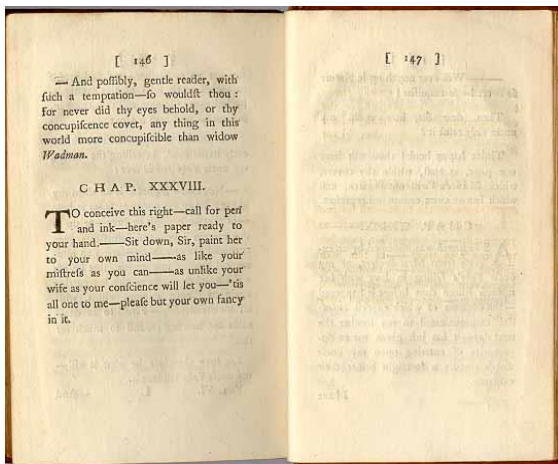 [ 146 ]
— And poſſibly, gentle reader, with
ſuch a temptation—ſo wouldſt thou :
For never did thy eyes behold, or thy
concupiſcence covet, any thing in this
world more concupiſcible than widow
Wadman.
CHAP. XXXVIII.
TO conceive this right—call for pen
and ink—here's paper ready to
your hand.——Sit down, Sir, paint her
to your own mind——as like your
miſtreſs as you can——as unlike your
wife as your conſcience will let you—'tis
all one to me—pleaſe but your own fancy
in it.
[ 147 ]